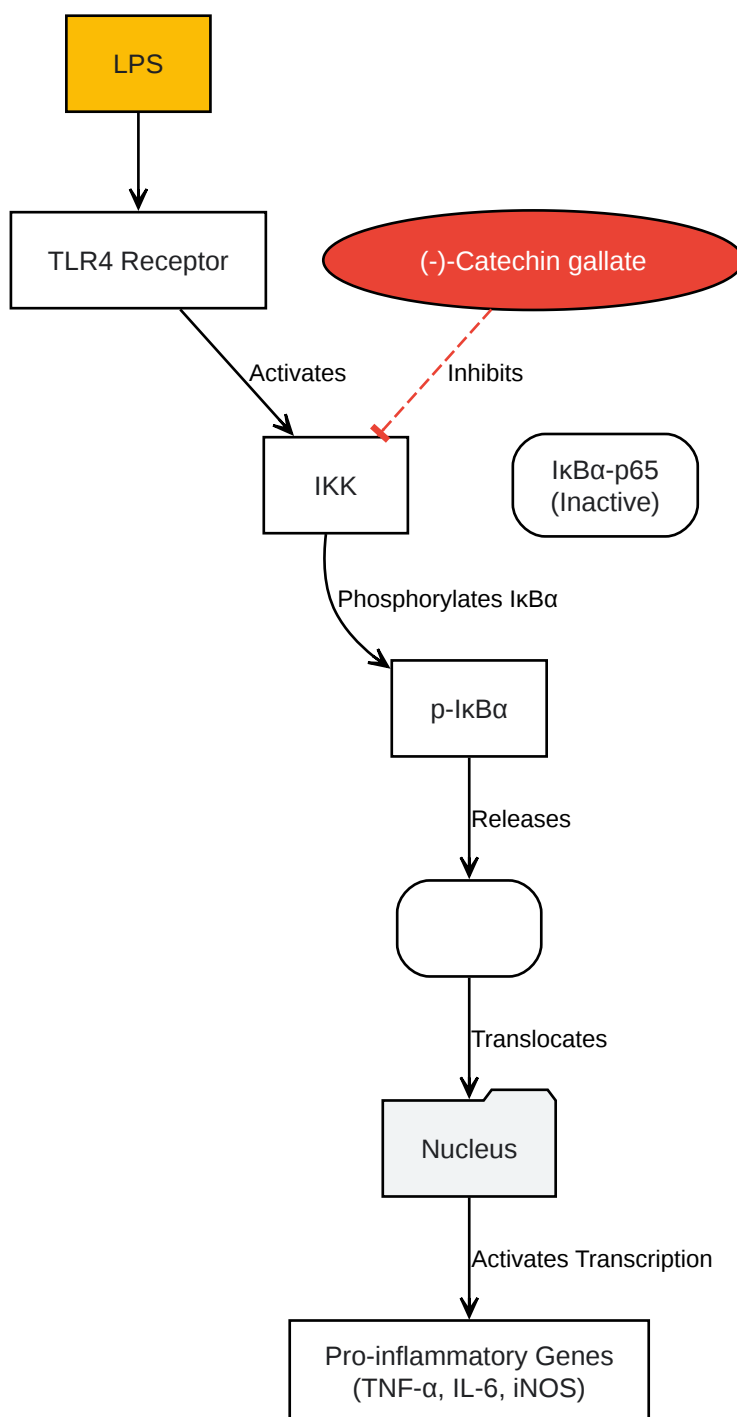 LPS
TLR4 Receptor
(-)-Catechin gallate
Activates
Inhibits
IKK
IκBα-p65
(Inactive)
Phosphorylates IκBα
p-IκBα
Releases
Translocates
Nucleus
Activates Transcription
Pro-inflammatory Genes
(TNF-α, IL-6, iNOS)